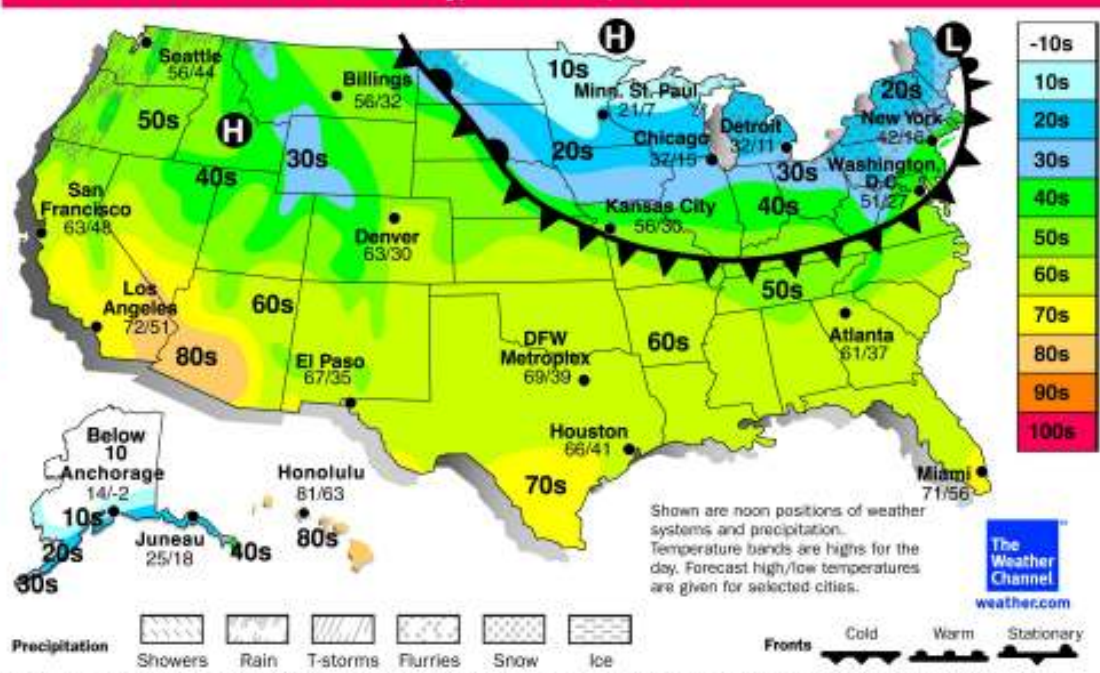 H
L
Seattle
56/44
Billings
56/32
10s
Minn. St. Paul
21/7
20s
New York
42/16
50s
H
30s
20s
Chicago
Detroit
32/11
30s
Washington,
D.C.
51/27
40s
San
Francisco
63/48
Denver
63/30
Kansas City
40s
Los
Angeles
72/51
60s
50s
80s
El Paso
67/35
DFW
Metroplex
69/39
60s
Atlanta
61/37
Houston
66/41
70s
Miami
71/56
Below
10
Anchorage
14/-2
10s
20s
30s
Juneau
25/18
40s
Honolulu
81/63
80s
-10s
10s
20s
30s
40s
50s
60s
70s
80s
90s
100s
Shown are noon positions of weather
systems and precipitation.
Temperature bands are highs for the
day. Forecast high/low temperatures
are given for selected cities.
The
Weather
Channel
weather.com
Precipitation
Showers Rain T-storms Flurries Snow Ice
Fronts Cold Warm Stationary